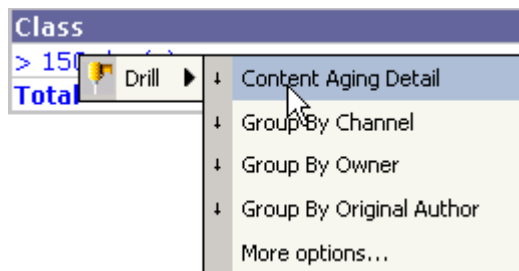 Class
> 150
Total
Drill
Content Aging Detail
Group By Channel
Group By Owner
Group By Original Author
More options...